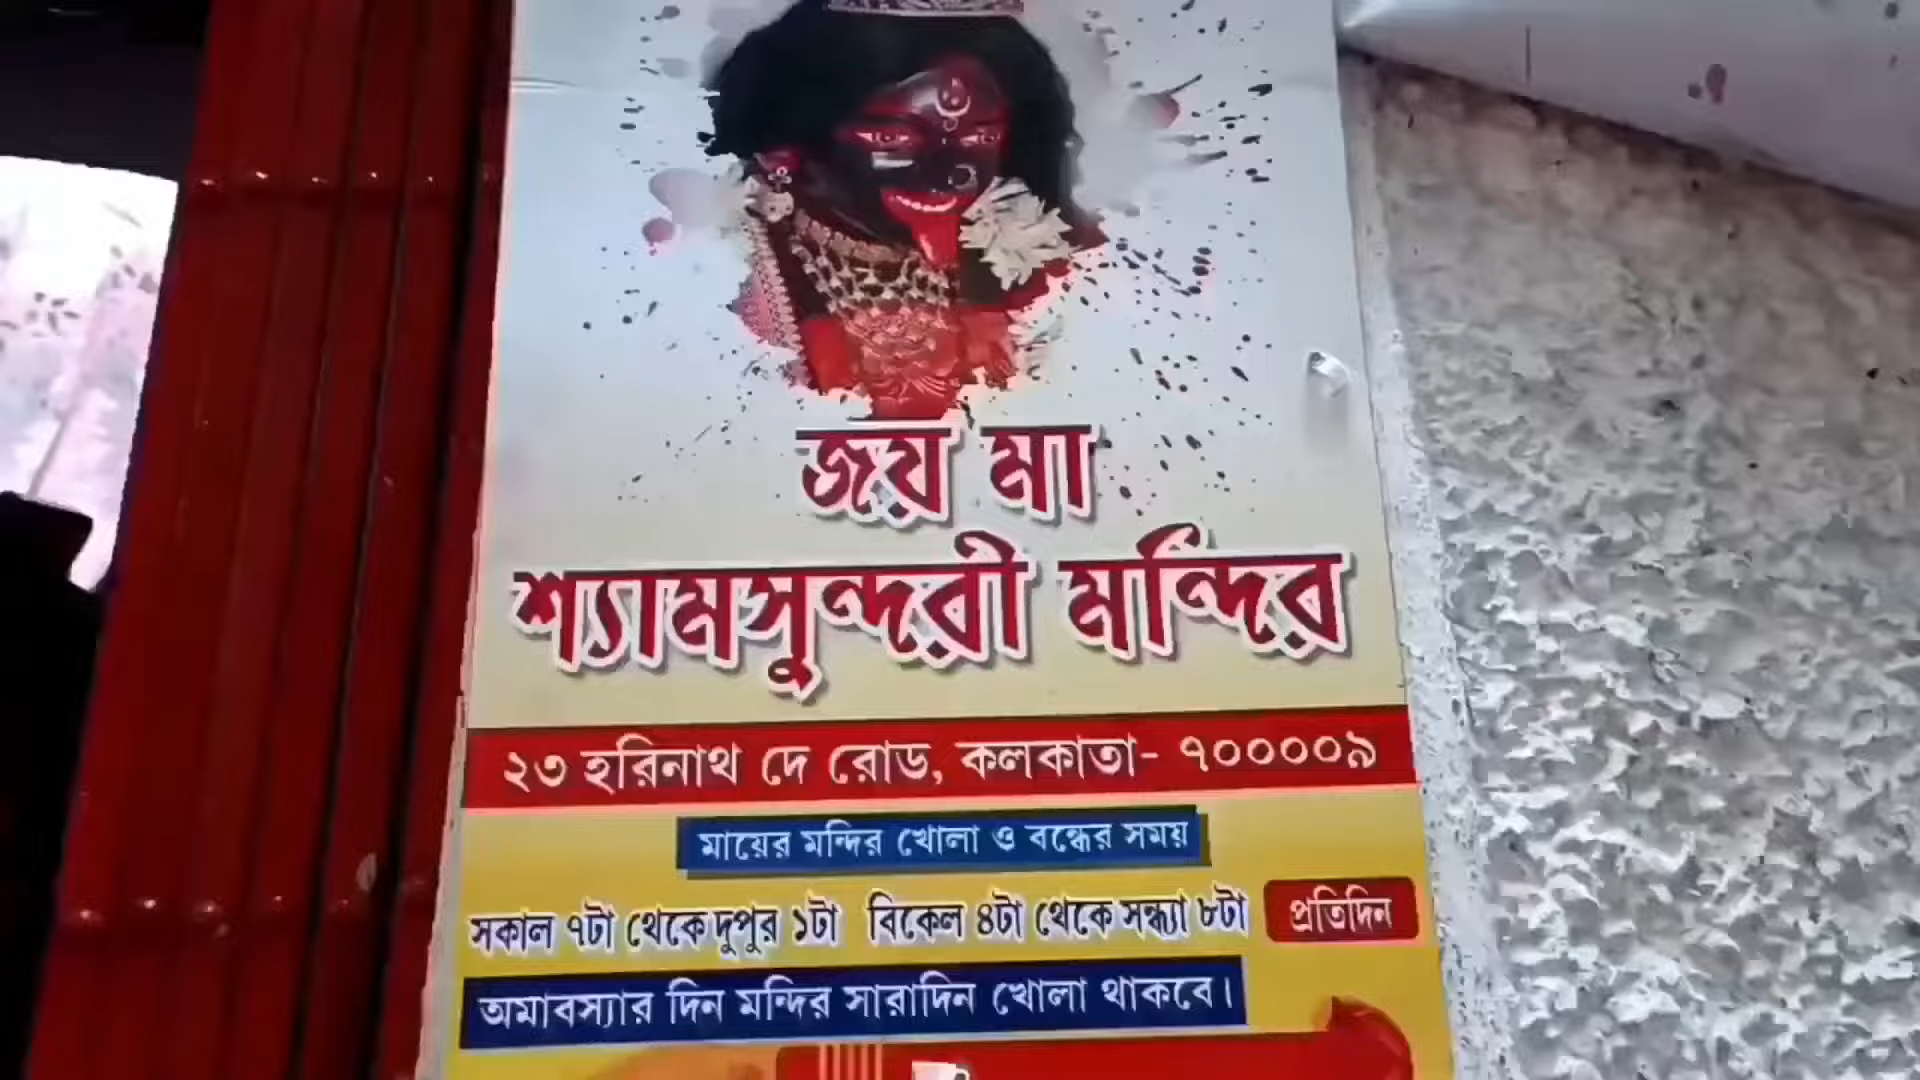 জয় মা
শ্যামসুন্দরী মন্দির
২৩ হরিনাথ দে রোড, কলকাতা- ৭০০০০৯
মায়ের মন্দির খোলা ও বন্ধের সময়
সকাল ৭টা থেকে দুপুর ১টা বিকেল ৪টা থেকে সন্ধ্যা ৮টা প্রতিদিন
অমাবস্যার দিন মন্দির সারাদিন খোলা থাকবে।